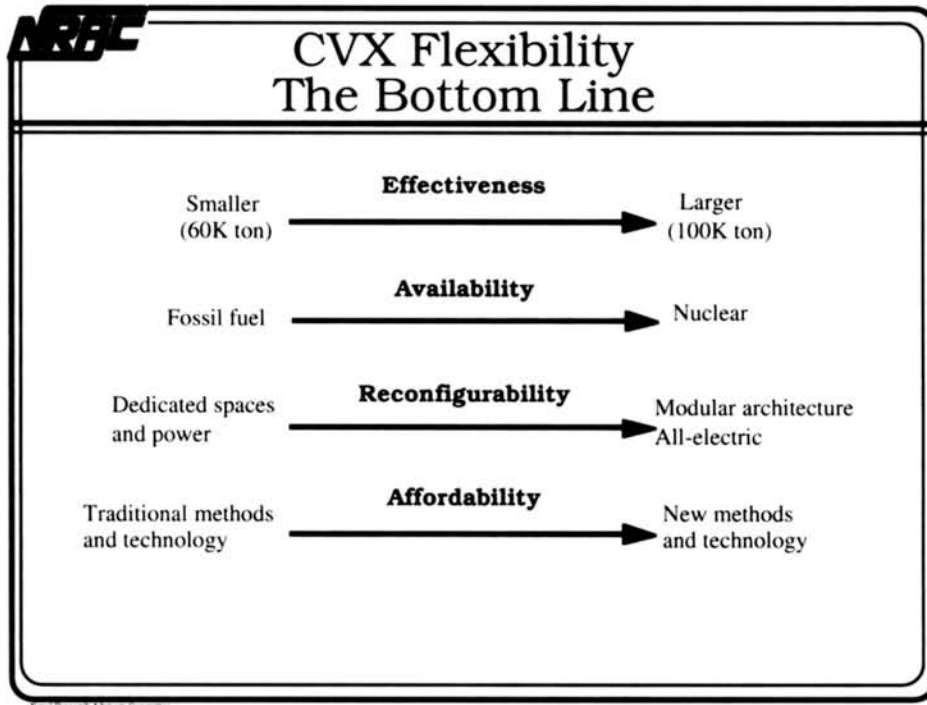 NRAC
CVX Flexibility
The Bottom Line
Effectiveness
Smaller
(60K ton)
Larger
(100K ton)
Availability
Fossil fuel
Nuclear
Reconfigurability
Dedicated spaces
and power
Modular architecture
All-electric
Affordability
Traditional methods
and technology
New methods
and technology